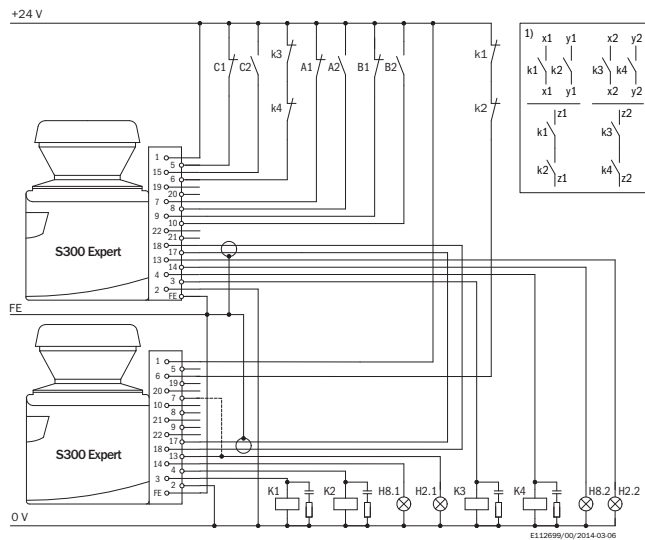 +24 V
1)
x1 y1 x2 y2
k1 k2 k3 k4
x1 y1 x2 y2
z1 z2
k1 k3
k2 k4
z1 z2
k3 k1
C1 C2 A1 A2 B1 B2
k4 k2
1
5
15
6
19
20
7
8
9
10
22
21
18
17
13
14
4
3
2
FE
S300 Expert
FE
1
5
6
19
20
7
10
8
21
9
22
17
18
13
14
4
3
2
FE
S300 Expert
K1 K2 H8.1 H2.1 K3 K4 H8.2 H2.2
0 V
E112699/00/2014-03-06